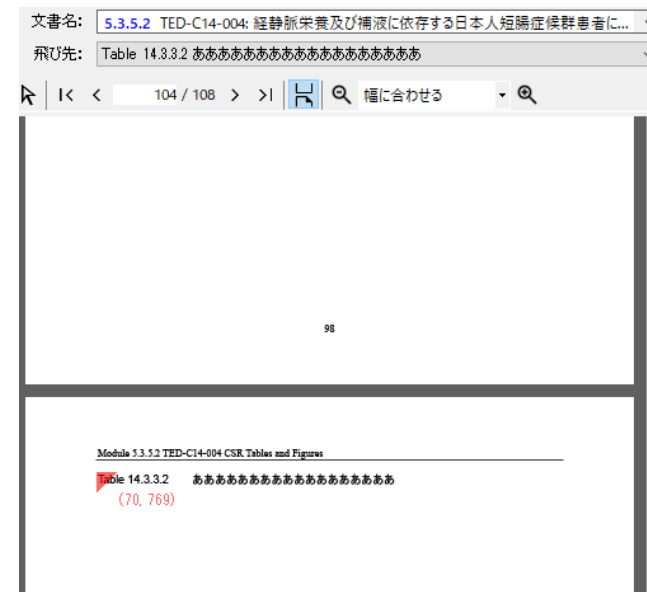 文書名: 5.3.5.2 TED-C14-004: 経静脈栄養及び補液に依存する日本人短腸症候群患者に...
飛び先: Table 14.3.3.2 ああああああああああああああああああ
104 / 108 幅に合わせる
98
Module 5.3.5.2 TED-C14-004 CSR Tables and Figures
Table 14.3.3.2 ああああああああああああああああああ
(70, 769)